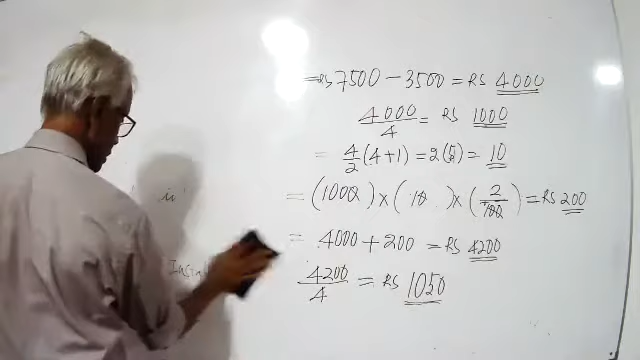 = Rs 7500 - 3500 = Rs 4000
4000/4 = Rs 1000
= 4/2 (4+1) = 2(5) = 10
= (1000) x (10) x (2/100) = Rs 200
= 4000 + 200 = Rs 4200
4200/4 = Rs 1050